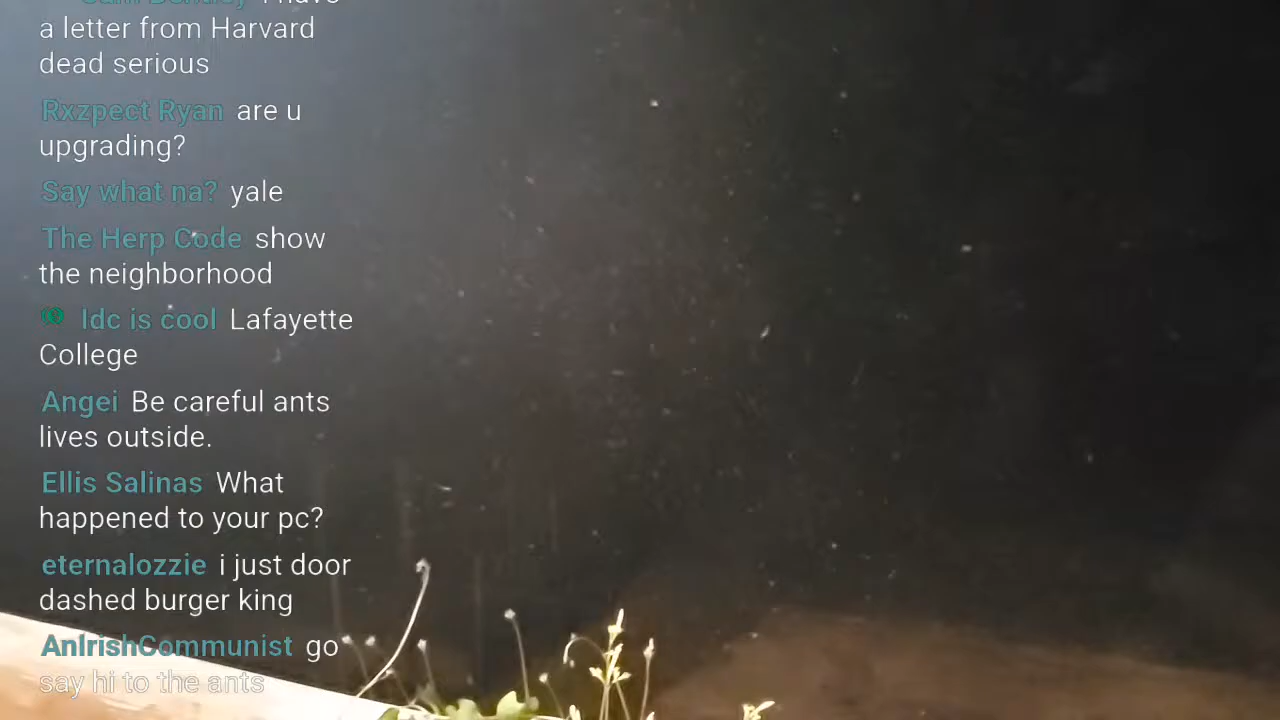 a letter from Harvard
dead serious
Rxzpect Ryan are u
upgrading?
Say what na? yale
The Herp Code show
the neighborhood
Idc is cool Lafayette
College
Angei Be careful ants
lives outside.
Ellis Salinas What
happened to your pc?
eternalozzie i just door
dashed burger king
AnIrishCommunist go
say hi to the ants